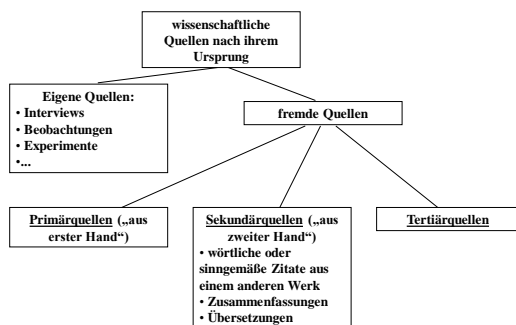 wissenschaftliche
Quellen nach ihrem
Ursprung
Eigene Quellen:
• Interviews
• Beobachtungen
• Experimente
•...
fremde Quellen
Primärquellen („aus
erster Hand“)
Sekundärquellen („aus
zweiter Hand“)
• wörtliche oder
sinngemäße Zitate aus
einem anderen Werk
• Zusammenfassungen
• Übersetzungen
Tertiärquellen